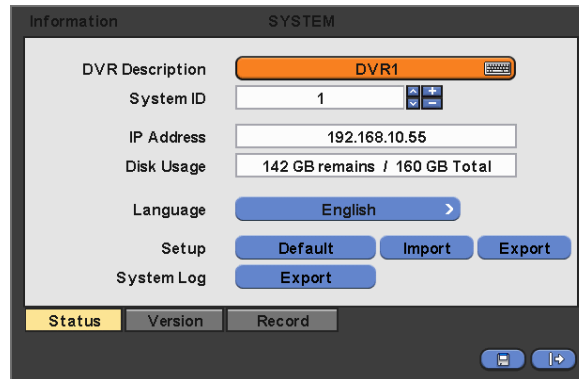 Information SYSTEM
DVR Description DVR1
System ID 1
IP Address 192.168.10.55
Disk Usage 142 GB remains / 160 GB Total
Language English
Setup Default Import Export
System Log Export
Status Version Record